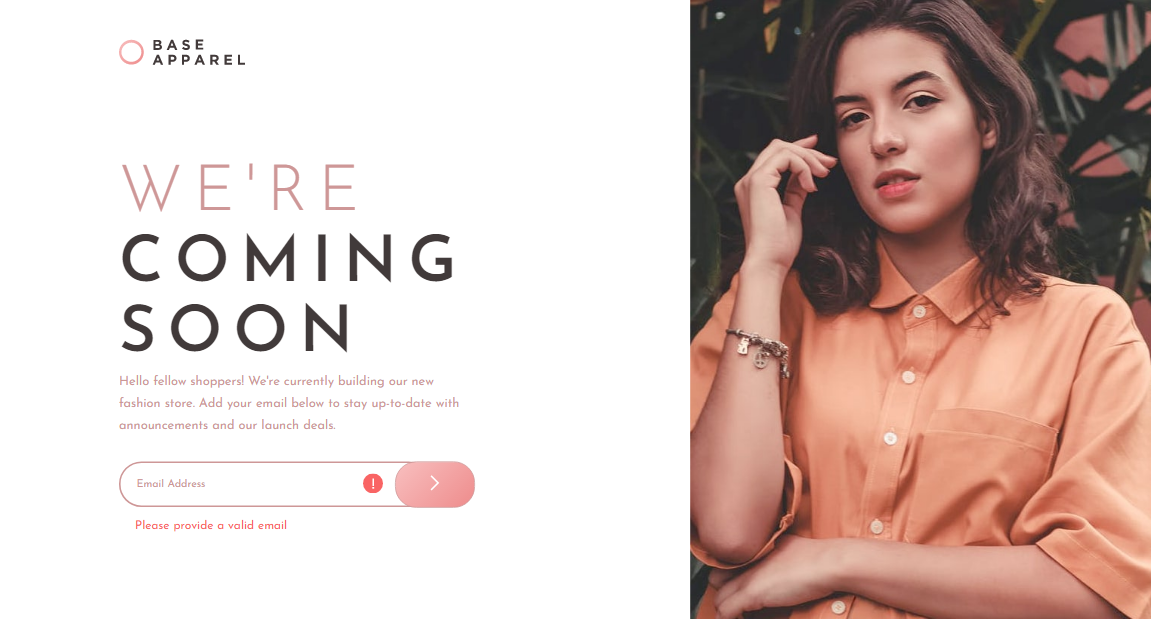 BASE
APPAREL
WE'RE
COMING
SOON
Hello fellow shoppers! We're currently building our new
fashion store. Add your email below to stay up-to-date with
announcements and our launch deals.
Email Address !
Please provide a valid email